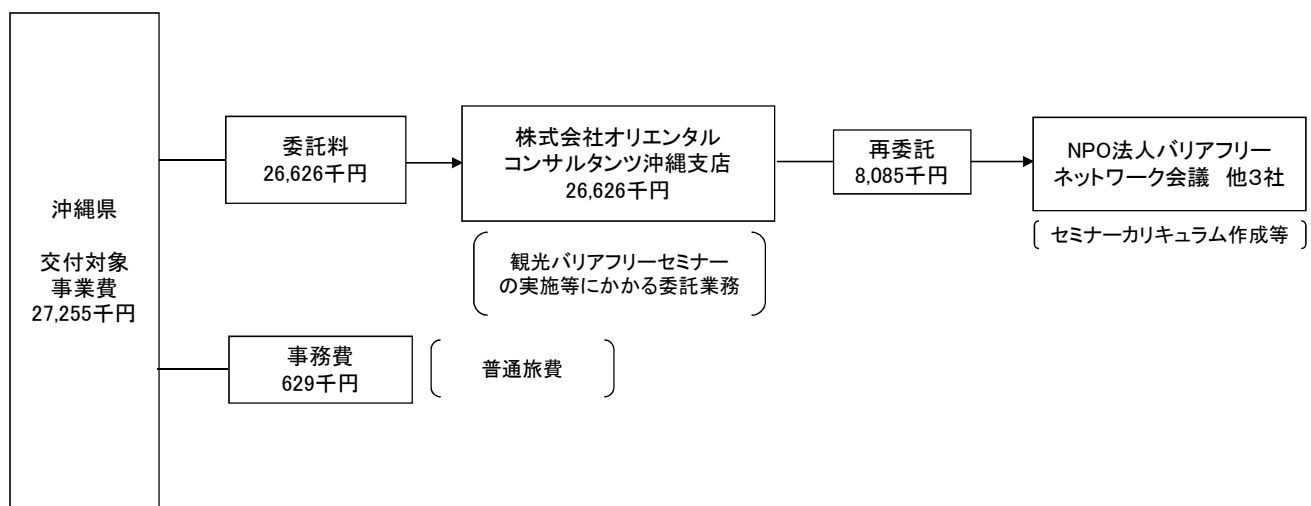 沖縄県
交付対象
事業費
27,255千円
委託料
26,626千円
株式会社オリエンタル
コンサルタンツ沖縄支店
26,626千円
観光バリアフリーセミナー
の実施等にかかる委託業務
再委託
8,085千円
NPO法人バリアフリー
ネットワーク会議　他3社
セミナーカリキュラム作成等
事務費
629千円
普通旅費